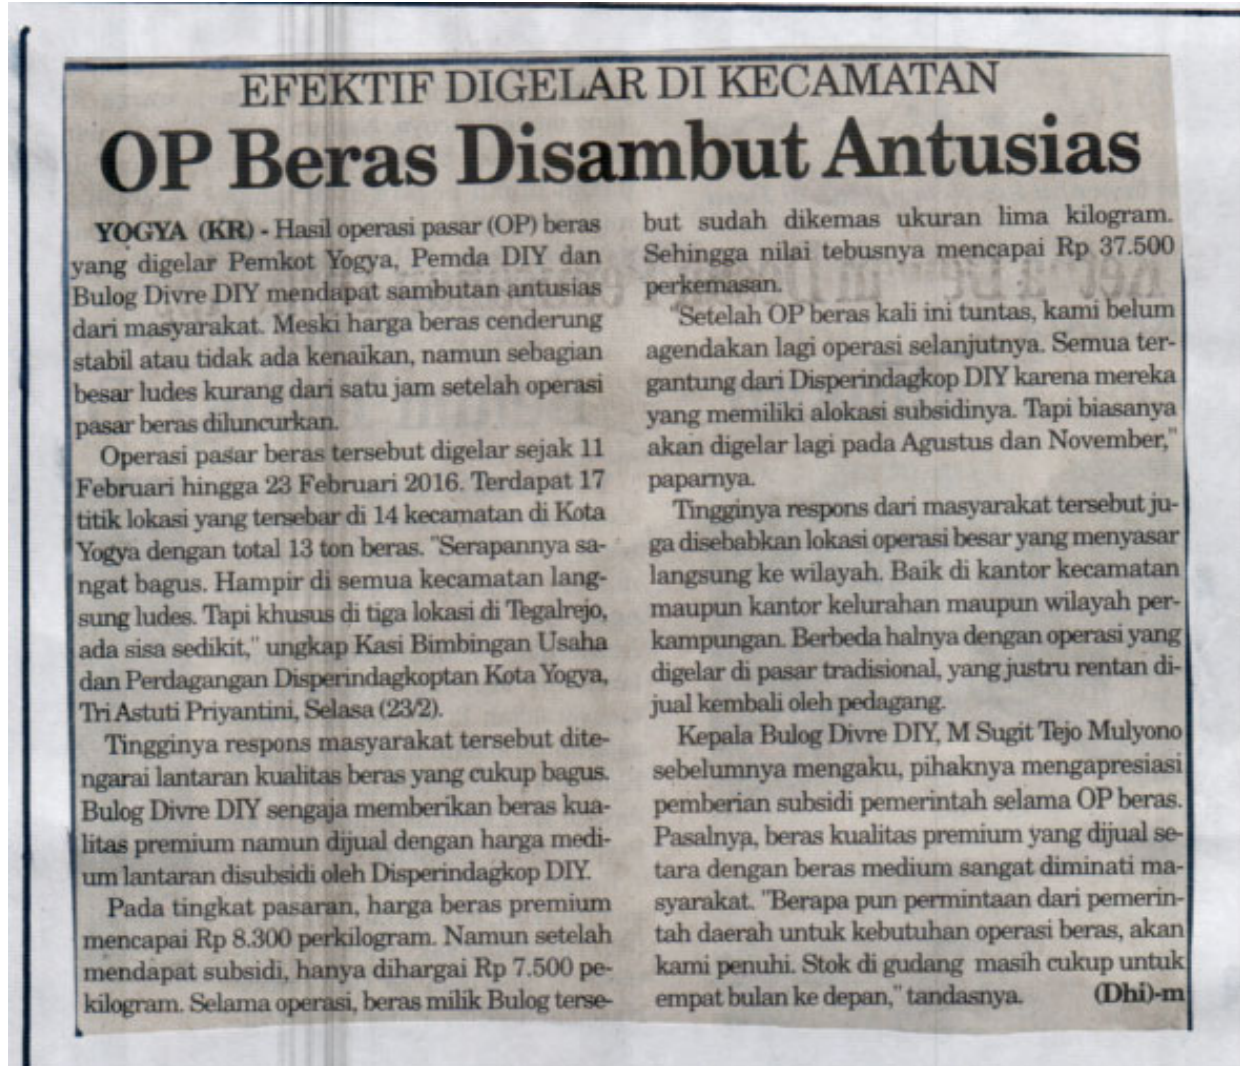 EFEKTIF DIGELAR DI KECAMATAN
OP Beras Disambut Antusias
YOGYA (KR) - Hasil operasi pasar (OP) beras
yang digelar Pemkot Yogya, Pemda DIY dan
Bulog Divre DIY mendapat sambutan antusias
dari masyarakat. Meski harga beras cenderung
stabil atau tidak ada kenaikan, namun sebagian
besar ludes kurang dari satu jam setelah operasi
pasar beras diluncurkan.
Operasi pasar beras tersebut digelar sejak 11
Februari hingga 23 Februari 2016. Terdapat 17
titik lokasi yang tersebar di 14 kecamatan di Kota
Yogya dengan total 13 ton beras. "Serapannya sa-
ngat bagus. Hampir di semua kecamatan lang-
sung ludes. Tapi khusus di tiga lokasi di Tegalrejo,
ada sisa sedikit," ungkap Kasi Bimbingan Usaha
dan Perdagangan Disperindagkoptan Kota Yogya,
Tri Astuti Priyantini, Selasa (23/2).
Tingginya respons masyarakat tersebut dite-
ngarai lantaran kualitas beras yang cukup bagus.
Bulog Divre DIY sengaja memberikan beras kua-
litas premium namun dijual dengan harga medi-
um lantaran disubsidi oleh Disperindagkop DIY.
Pada tingkat pasaran, harga beras premium
mencapai Rp 8.300 perkilogram. Namun setelah
mendapat subsidi, hanya dihargai Rp 7.500 pe-
kilogram. Selama operasi, beras milik Bulog terse-
but sudah dikemas ukuran lima kilogram.
Sehingga nilai tebusnya mencapai Rp 37.500
perkemasan.
"Setelah OP beras kali ini tuntas, kami belum
agendakan lagi operasi selanjutnya. Semua ter-
gantung dari Disperindagkop DIY karena mereka
yang memiliki alokasi subsidinya. Tapi biasanya
akan digelar lagi pada Agustus dan November,"
paparnya.
Tingginya respons dari masyarakat tersebut ju-
ga disebabkan lokasi operasi besar yang menyasar
langsung ke wilayah. Baik di kantor kecamatan
maupun kantor kelurahan maupun wilayah per-
kampungan. Berbeda halnya dengan operasi yang
digelar di pasar tradisional, yang justru rentan di-
jual kembali oleh pedagang.
Kepala Bulog Divre DIY, M Sugit Tejo Mulyono
sebelumnya mengaku, pihaknya mengapresiasi
pemberian subsidi pemerintah selama OP beras.
Pasalnya, beras kualitas premium yang dijual se-
tara dengan beras medium sangat diminati ma-
syarakat. "Berapa pun permintaan dari pemerin-
tah daerah untuk kebutuhan operasi beras, akan
kami penuhi. Stok di gudang masih cukup untuk
empat bulan ke depan," tandasnya. (Dhi)-m